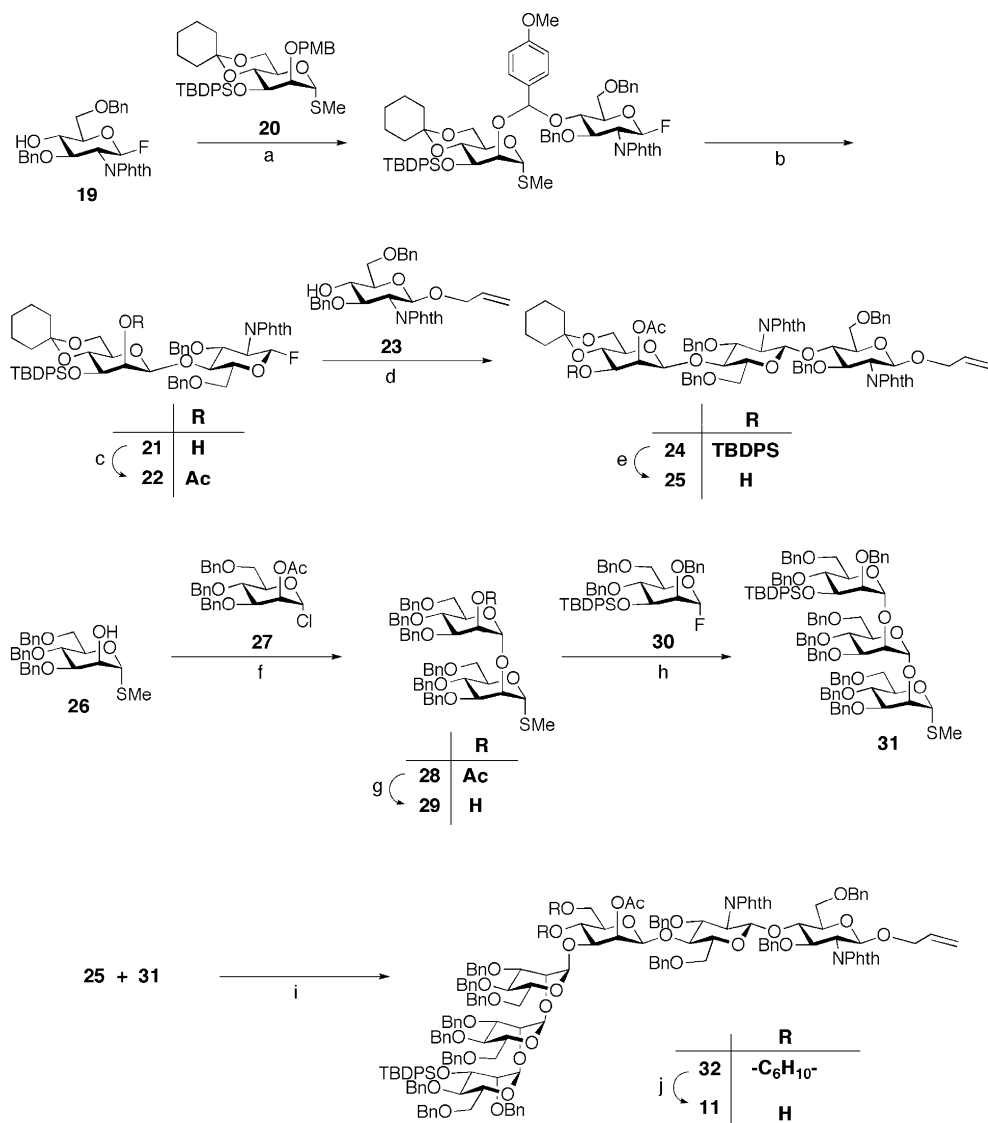 OMe
OPMB
O
O
O
TBDPSO
SMe
20
a
OBn
HO
O
F
BnO
NPhth
19
O
O
O
O
O
TBDPSO
SMe
OBn
O
F
BnO
NPhth
b
OR
O
O
O
TBDPSO
O
BnO
NPhth
F
BnO
O
R
21 H
c
22 Ac
OBn
HO
O
O
BnO
NPhth
23
d
OAc
O
O
O
RO
O
BnO
NPhth
O
BnO
O
OBn
O
O
BnO
NPhth
R
24 TBDPS
e
25 H
BnO
OH
BnO
O
BnO
SMe
26
BnO
OAc
BnO
O
BnO
Cl
27
f
BnO
OR
BnO
O
BnO
O
BnO
BnO
O
BnO
SMe
R
28 Ac
g
29 H
BnO
OBn
BnO
O
TBDPSO
F
30
h
BnO
OBn
BnO
O
TBDPSO
O
BnO
BnO
O
BnO
O
BnO
BnO
O
BnO
SMe
31
25 + 31
i
RO
OAc
RO
O
O
O
BnO
NPhth
O
BnO
O
OBn
O
O
BnO
NPhth
BnO
BnO
BnO
O
O
BnO
BnO
BnO
O
O
TBDPSO
BnO
BnO
OBn
O
R
32 -C6H10-
j
11 H